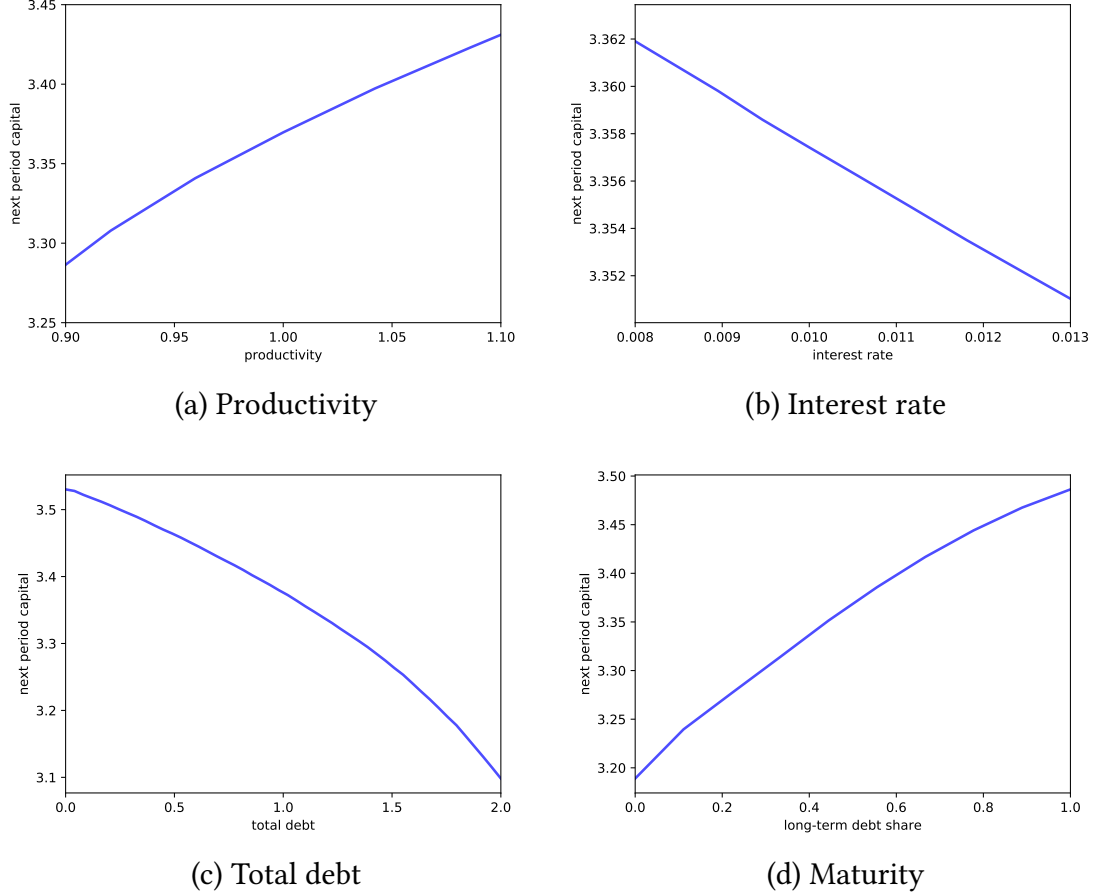 3.45
3.40
3.35
3.30
3.25
next period capital
0.90 0.95 1.00 1.05 1.10
productivity
(a) Productivity
3.362
3.360
3.358
3.356
3.354
3.352
next period capital
0.008 0.009 0.010 0.011 0.012 0.013
interest rate
(b) Interest rate
3.5
3.4
3.3
3.2
3.1
next period capital
0.0 0.5 1.0 1.5 2.0
total debt
(c) Total debt
3.50
3.45
3.40
3.35
3.30
3.25
3.20
next period capital
0.0 0.2 0.4 0.6 0.8 1.0
long-term debt share
(d) Maturity